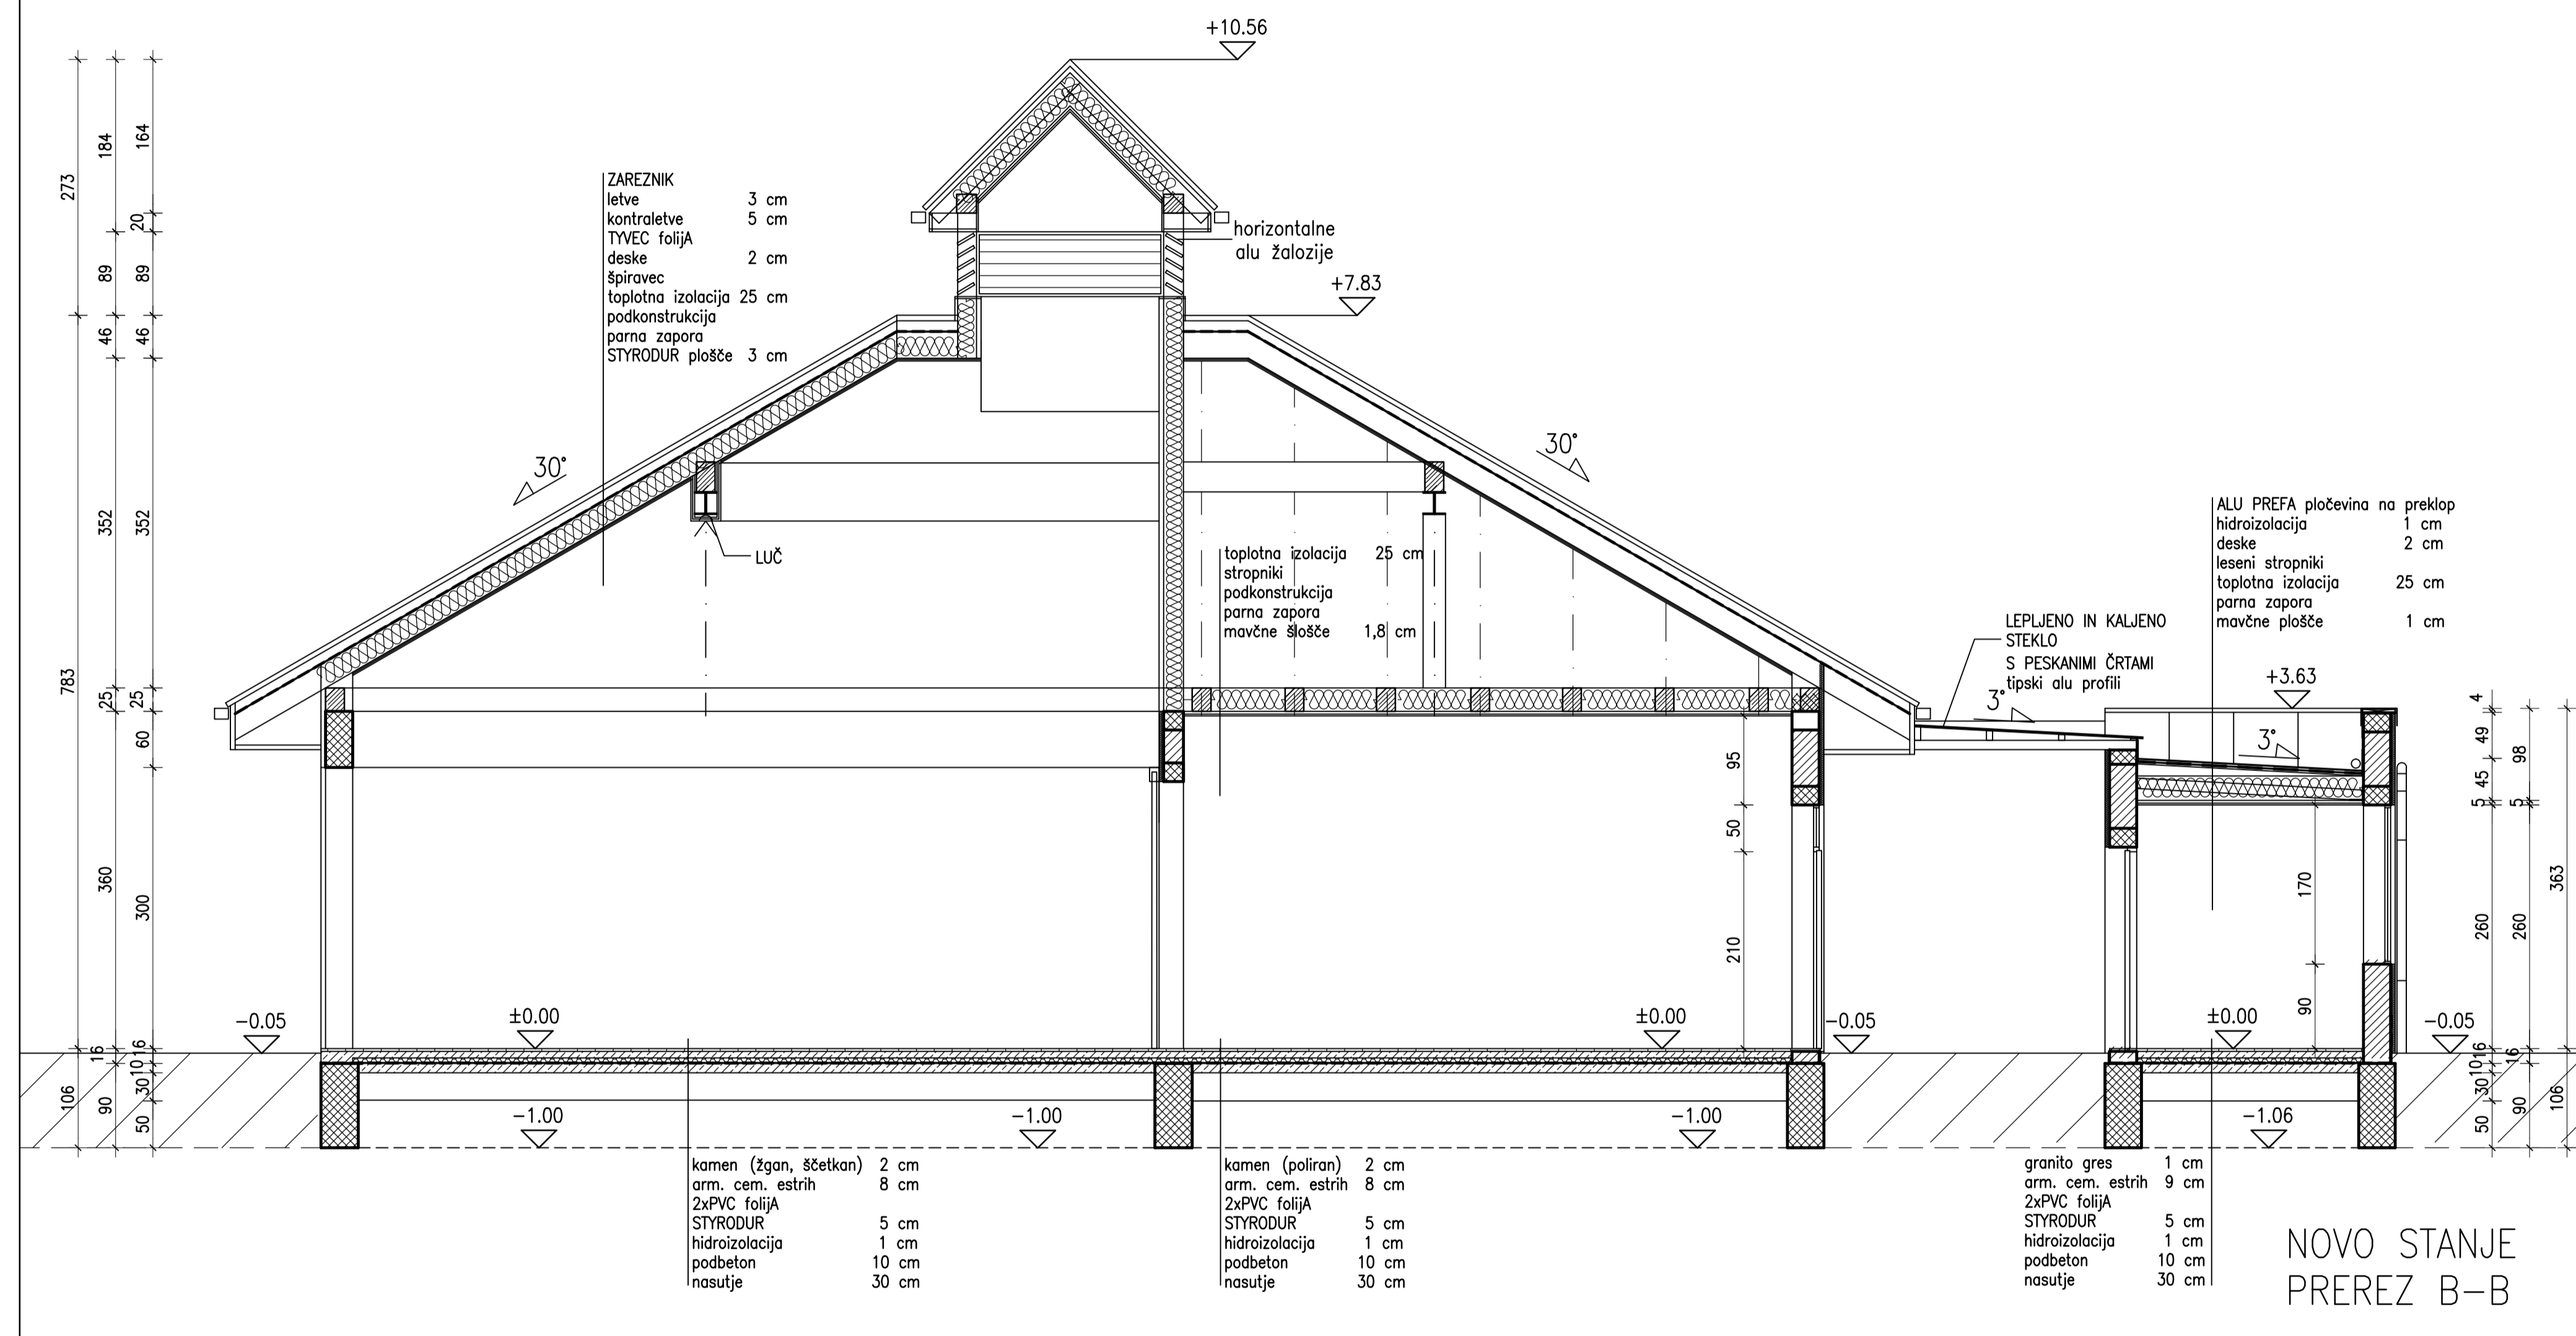 +10.56
ZAREZNIK
letve 3 cm
kontraletve 5 cm
TYVEC folijA
deske 2 cm
špiravec
toplotna izolacija 25 cm
podkonstrukcija
parna zapora
STYRODUR plošče 3 cm
horizontalne
alu žalozije
+7.83
30°
30°
LUČ
toplotna izolacija 25 cm
stropniki
podkonstrukcija
parna zapora
mavčne šlošče 1,8 cm
ALU PREFA pločevina na preklop
hidroizolacija 1 cm
deske 2 cm
leseni stropniki
toplotna izolacija 25 cm
parna zapora
mavčne plošče 1 cm
LEPLJENO IN KALJENO
STEKLO
S PESKANIMI ČRTAMI
tipski alu profili
3°
+3.63
3°
273
783
106
184
89
46
352
25
360
16
90
164
20
89
46
352
25
60
300
16
10
30
50
95
50
210
170
90
4
49
45
5
260
16
10
30
50
98
5
260
16
90
363
106
-0.05
±0.00
±0.00
-0.05
±0.00
-0.05
-1.00
-1.00
-1.00
-1.06
kamen (žgan, ščetkan) 2 cm
arm. cem. estrih 8 cm
2xPVC folijA
STYRODUR 5 cm
hidroizolacija 1 cm
podbeton 10 cm
nasutje 30 cm
kamen (poliran) 2 cm
arm. cem. estrih 8 cm
2xPVC folijA
STYRODUR 5 cm
hidroizolacija 1 cm
podbeton 10 cm
nasutje 30 cm
granito gres 1 cm
arm. cem. estrih 9 cm
2xPVC folijA
STYRODUR 5 cm
hidroizolacija 1 cm
podbeton 10 cm
nasutje 30 cm
NOVO STANJE
PREREZ B-B